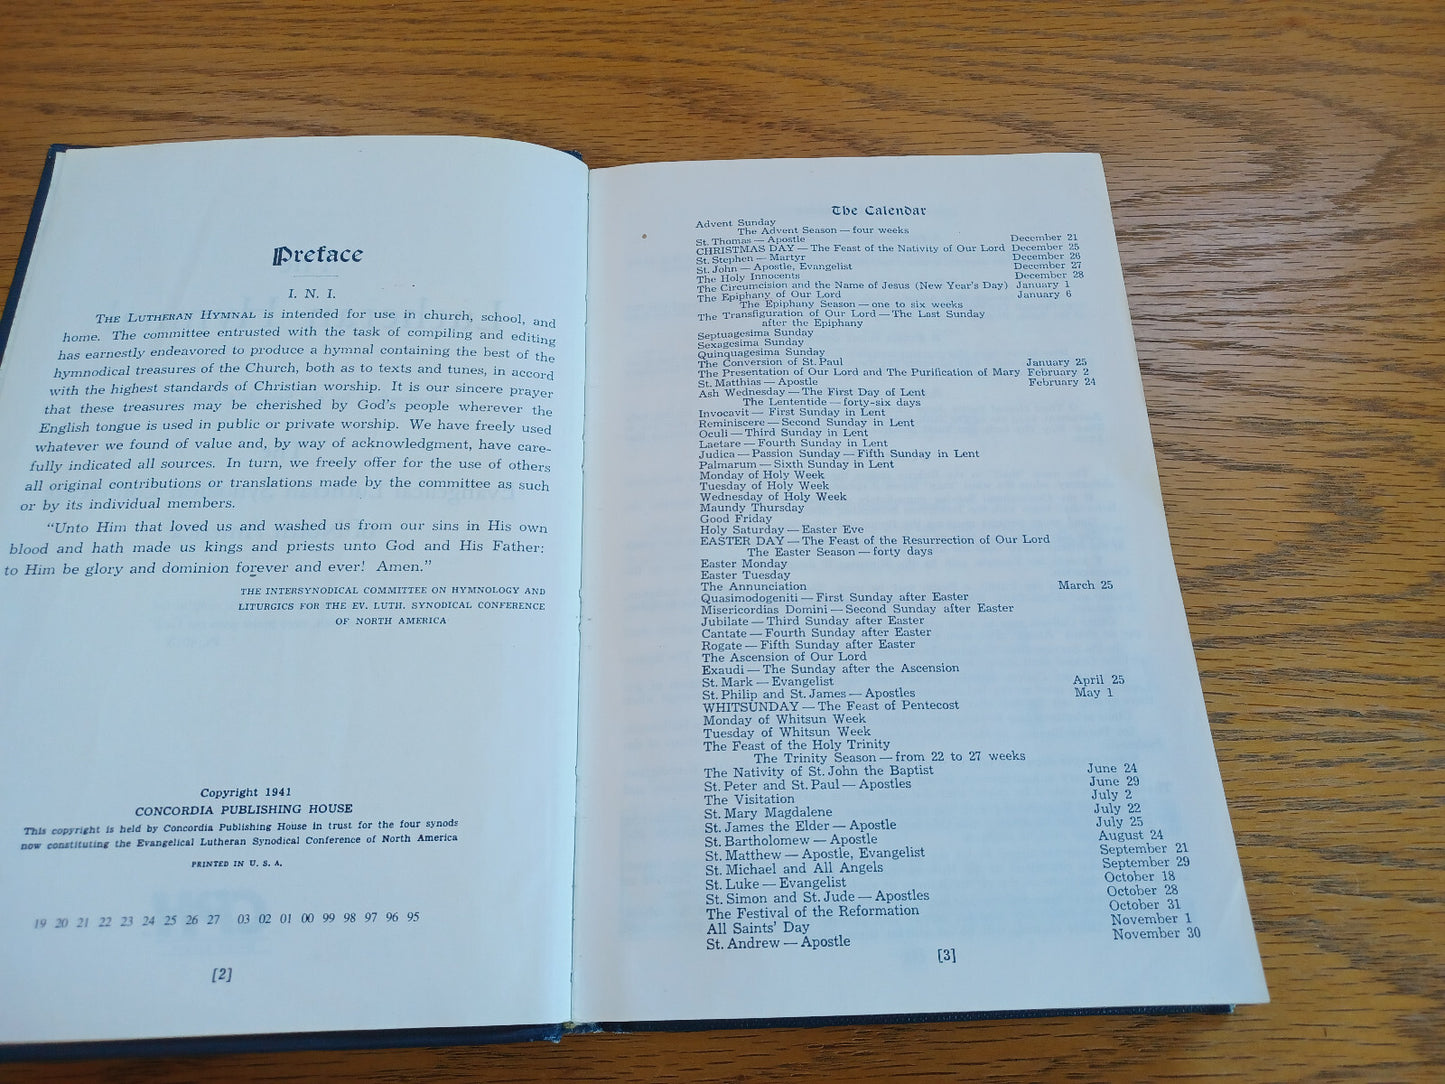 Preface
I. N. I.
THE LUTHERAN HYMNAL is intended for use in church, school, and
home. The committee entrusted with the task of compiling and editing
has earnestly endeavored to produce a hymnal containing the best of the
hymnodical treasures of the Church, both as to texts and tunes, in accord
with the highest standards of Christian worship. It is our sincere prayer
that these treasures may be cherished by God's people wherever the
English tongue is used in public or private worship. We have freely used
whatever we found of value and, by way of acknowledgment, have care-
fully indicated all sources. In turn, we freely offer for the use of others
all original contributions or translations made by the committee as such
or by its individual members.
"Unto Him that loved us and washed us from our sins in His own
blood and hath made us kings and priests unto God and His Father:
to Him be glory and dominion forever and ever! Amen."
THE INTERSYNODICAL COMMITTEE ON HYMNOLOGY AND
LITURGICS FOR THE EV. LUTH. SYNODICAL CONFERENCE
OF NORTH AMERICA
Copyright 1941
CONCORDIA PUBLISHING HOUSE
This copyright is held by Concordia Publishing House in trust for the four synods
now constituting the Evangelical Lutheran Synodical Conference of North America
PRINTED IN U. S. A.
19 20 21 22 23 24 25 26 27 03 02 01 00 99 98 97 96 95
[2]
The Calendar
Advent Sunday
The Advent Season — four weeks
St. Thomas — Apostle December 21
CHRISTMAS DAY — The Feast of the Nativity of Our Lord December 25
St. Stephen — Martyr December 26
St. John — Apostle, Evangelist December 27
The Holy Innocents December 28
The Circumcision and the Name of Jesus (New Year's Day) January 1
The Epiphany of Our Lord January 6
The Epiphany Season — one to six weeks
The Transfiguration of Our Lord — The Last Sunday
after the Epiphany
Septuagesima Sunday
Sexagesima Sunday
Quinquagesima Sunday
The Conversion of St. Paul January 25
The Presentation of Our Lord and The Purification of Mary February 2
St. Matthias — Apostle February 24
Ash Wednesday — The First Day of Lent
The Lententide — forty-six days
Invocavit — First Sunday in Lent
Reminiscere — Second Sunday in Lent
Oculi — Third Sunday in Lent
Laetare — Fourth Sunday in Lent
Judica — Passion Sunday — Fifth Sunday in Lent
Palmarum — Sixth Sunday in Lent
Monday of Holy Week
Tuesday of Holy Week
Wednesday of Holy Week
Maundy Thursday
Good Friday
Holy Saturday — Easter Eve
EASTER DAY — The Feast of the Resurrection of Our Lord
The Easter Season — forty days
Easter Monday
Easter Tuesday
The Annunciation March 25
Quasimodogeniti — First Sunday after Easter
Misericordias Domini — Second Sunday after Easter
Jubilate — Third Sunday after Easter
Cantate — Fourth Sunday after Easter
Rogate — Fifth Sunday after Easter
The Ascension of Our Lord
Exaudi — The Sunday after the Ascension
St. Mark — Evangelist April 25
St. Philip and St. James — Apostles May 1
WHITSUNDAY — The Feast of Pentecost
Monday of Whitsun Week
Tuesday of Whitsun Week
The Feast of the Holy Trinity
The Trinity Season — from 22 to 27 weeks
The Nativity of St. John the Baptist June 24
St. Peter and St. Paul — Apostles June 29
The Visitation July 2
St. Mary Magdalene July 22
St. James the Elder — Apostle July 25
St. Bartholomew — Apostle August 24
St. Matthew — Apostle, Evangelist September 21
St. Michael and All Angels September 29
St. Luke — Evangelist October 18
St. Simon and St. Jude — Apostles October 28
The Festival of the Reformation October 31
All Saints' Day November 1
St. Andrew — Apostle November 30
[3]